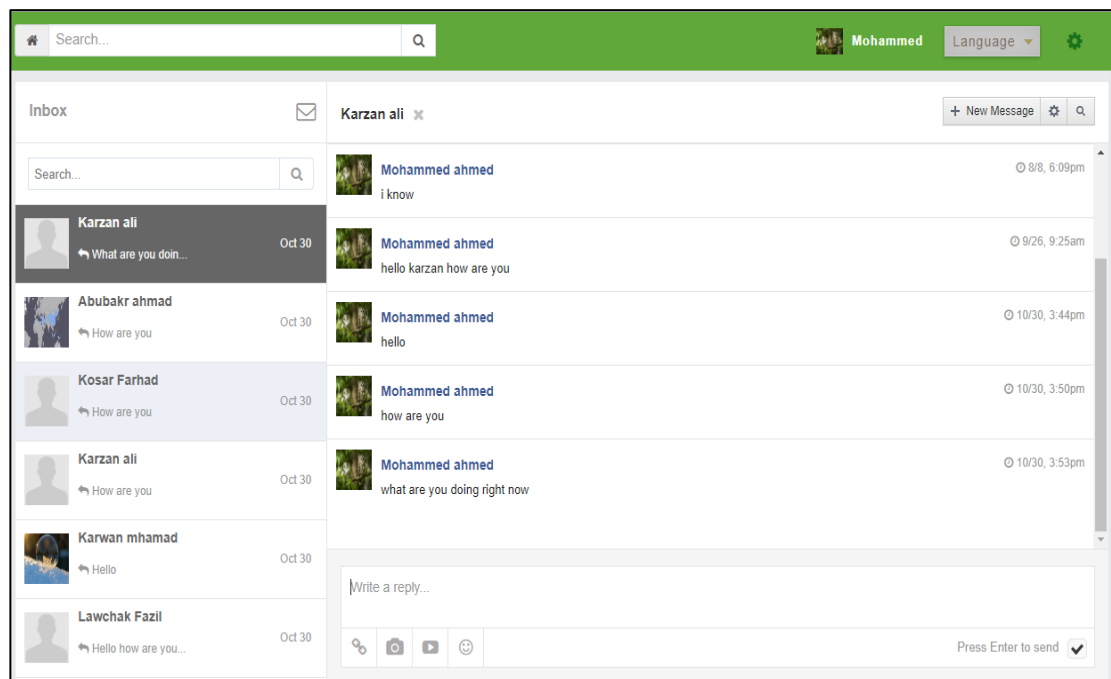 Search...
Mohammed
Language
Inbox
Search...
Karzan ali
What are you doin...
Oct 30
Abubakr ahmad
How are you
Oct 30
Kosar Farhad
How are you
Oct 30
Karzan ali
How are you
Oct 30
Karwan mhamad
Hello
Oct 30
Lawchak Fazil
Hello how are you...
Oct 30
Karzan ali
+ New Message
Mohammed ahmed
8/8, 6:09pm
i know
Mohammed ahmed
9/26, 9:25am
hello karzan how are you
Mohammed ahmed
10/30, 3:44pm
hello
Mohammed ahmed
10/30, 3:50pm
how are you
Mohammed ahmed
10/30, 3:53pm
what are you doing right now
Write a reply...
Press Enter to send